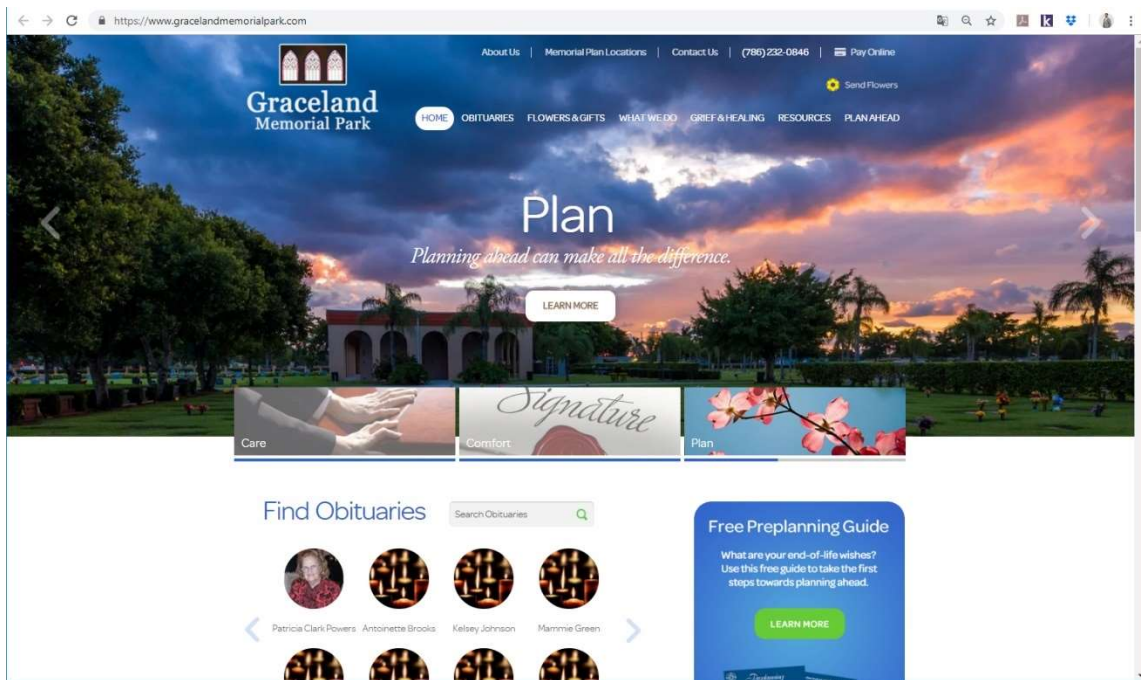 https://www.gracelandmemorialpark.com
About Us | Memorial Plan Locations | Contact Us | (786) 232-0846 | Pay Online
Send Flowers
Graceland
Memorial Park
HOME OBITUARIES FLOWERS & GIFTS WHAT WE DO GRIEF & HEALING RESOURCES PLAN AHEAD
Plan
Planning ahead can make all the difference.
LEARN MORE
Signature
Care
Comfort
Plan
Find Obituaries
Search Obituaries
Patricia Clark Powers
Antoinette Brooks
Kelsey Johnson
Mammie Green
Free Preplanning Guide
What are your end-of-life wishes?
Use this free guide to take the first
steps towards planning ahead.
LEARN MORE